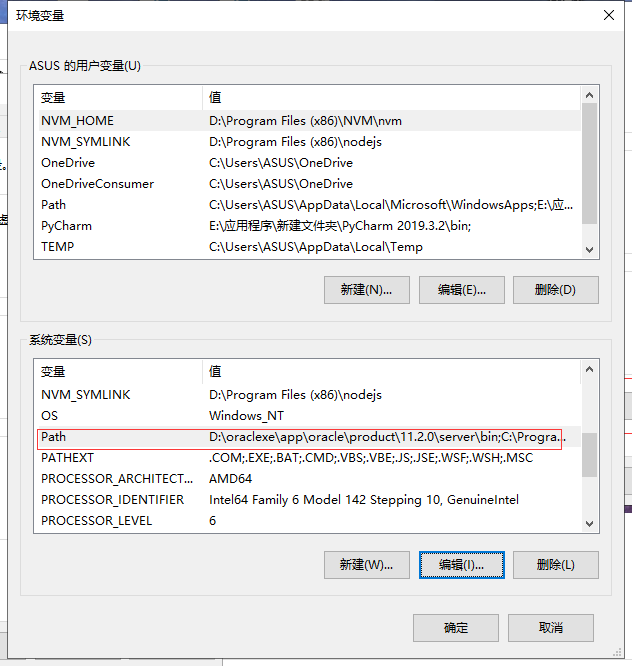 环境变量
ASUS 的用户变量(U)
变量 值
NVM_HOME D:\Program Files (x86)\NVM\nvm
NVM_SYMLINK D:\Program Files (x86)\nodejs
OneDrive C:\Users\ASUS\OneDrive
OneDriveConsumer C:\Users\ASUS\OneDrive
Path C:\Users\ASUS\AppData\Local\Microsoft\WindowsApps;E:\应...
PyCharm E:\应用程序\新建文件夹\PyCharm 2019.3.2\bin;
TEMP C:\Users\ASUS\AppData\Local\Temp
新建(N)... 编辑(E)... 删除(D)
系统变量(S)
变量 值
NVM_SYMLINK D:\Program Files (x86)\nodejs
OS Windows_NT
Path D:\oraclexe\app\oracle\product\11.2.0\server\bin;C:\Progra...
PATHEXT .COM;.EXE;.BAT;.CMD;.VBS;.VBE;.JS;.JSE;.WSF;.WSH;.MSC
PROCESSOR_ARCHITECT... AMD64
PROCESSOR_IDENTIFIER Intel64 Family 6 Model 142 Stepping 10, GenuineIntel
PROCESSOR_LEVEL 6
新建(W)... 编辑(I)... 删除(L)
确定 取消